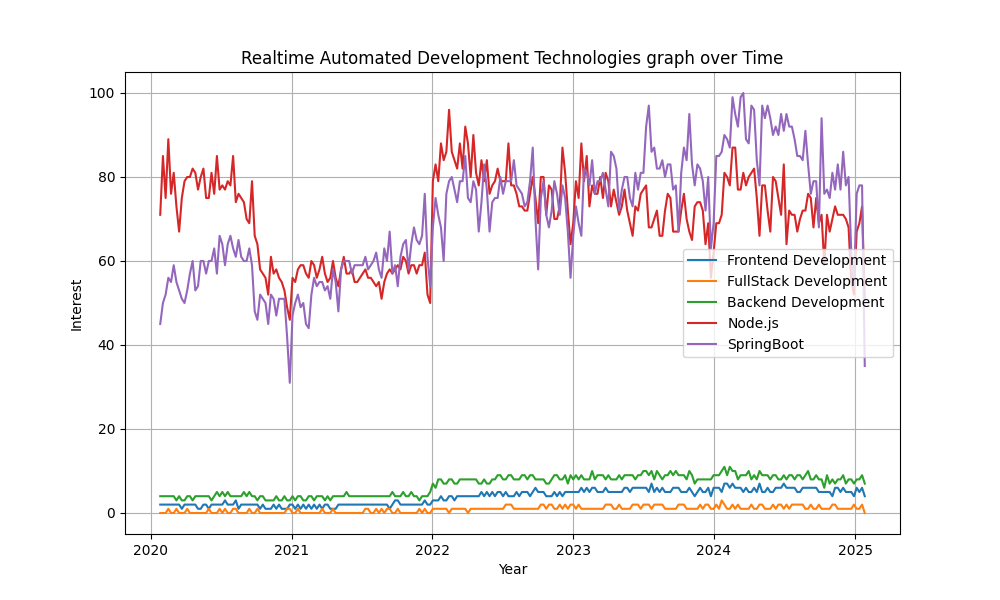 Realtime Automated Development Technologies graph over Time
100
80
60
40
20
0
Interest
Frontend Development
FullStack Development
Backend Development
Node.js
SpringBoot
2020
2021
2022
2023
2024
2025
Year